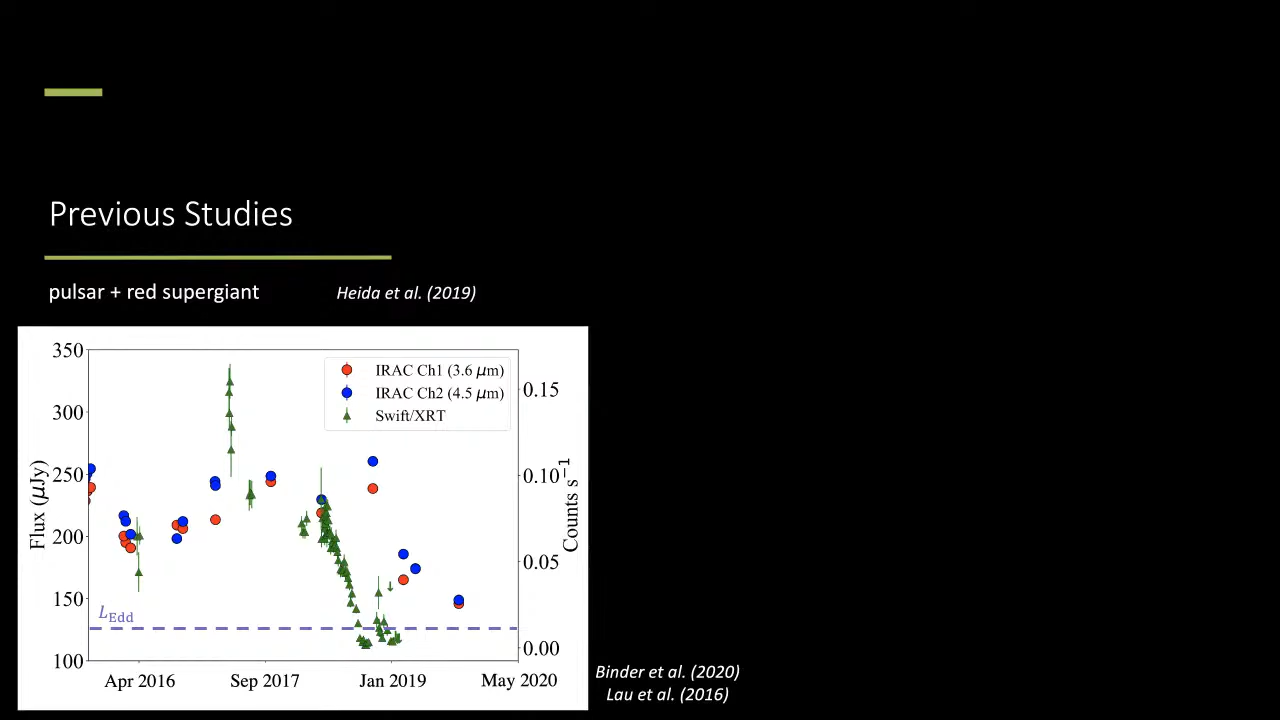 Previous Studies
pulsar + red supergiant
Heida et al. (2019)
350
300
250
200
150
100
Flux (μJy)
IRAC Ch1 (3.6 μm)
IRAC Ch2 (4.5 μm)
Swift/XRT
0.15
0.10
0.05
0.00
Counts s⁻¹
L_Edd
Apr 2016
Sep 2017
Jan 2019
May 2020
Binder et al. (2020)
Lau et al. (2016)